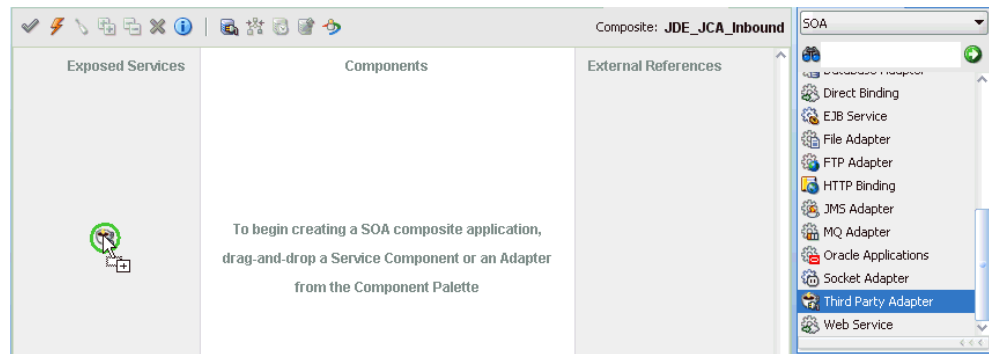 Composite: JDE_JCA_Inbound
SOA
Exposed Services
Components
External References
To begin creating a SOA composite application,
drag-and-drop a Service Component or an Adapter
from the Component Palette
Database Adapter
Direct Binding
EJB Service
File Adapter
FTP Adapter
HTTP Binding
JMS Adapter
MQ Adapter
Oracle Applications
Socket Adapter
Third Party Adapter
Web Service